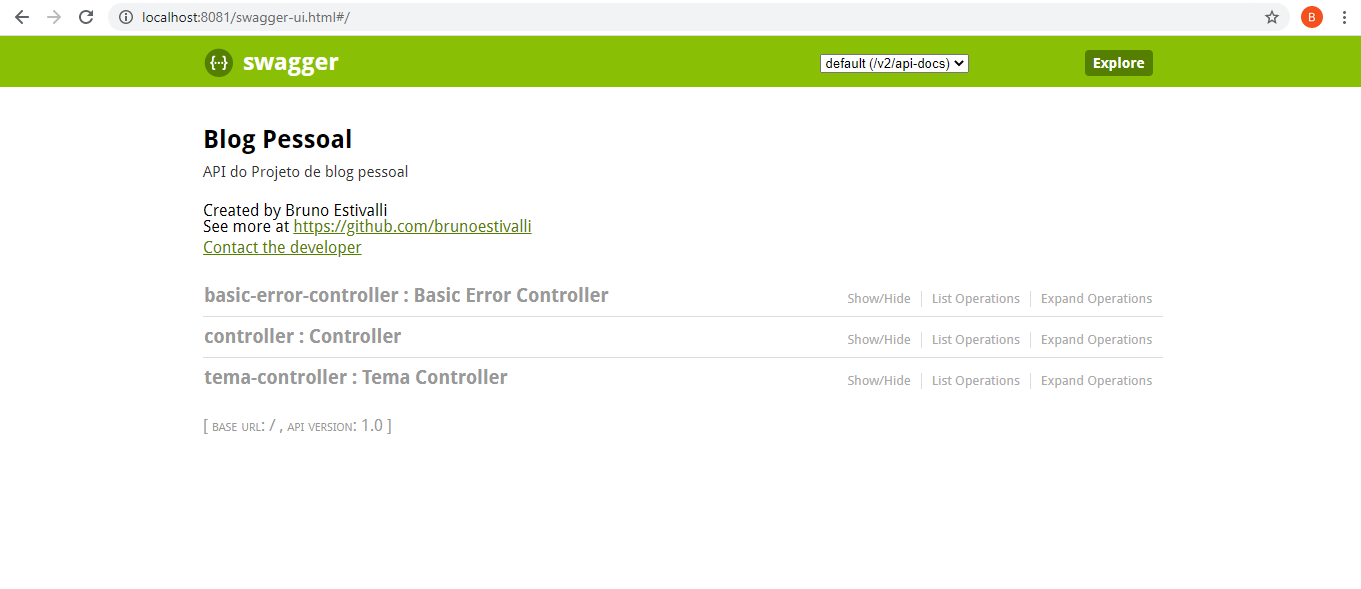 localhost:8081/swagger-ui.html#/
B
{··} swagger
default (/v2/api-docs)
Explore
Blog Pessoal
API do Projeto de blog pessoal
Created by Bruno Estivalli
See more at https://github.com/brunoestivalli
Contact the developer
basic-error-controller : Basic Error Controller Show/Hide List Operations Expand Operations
controller : Controller Show/Hide List Operations Expand Operations
tema-controller : Tema Controller Show/Hide List Operations Expand Operations
[ BASE URL: / , API VERSION: 1.0 ]